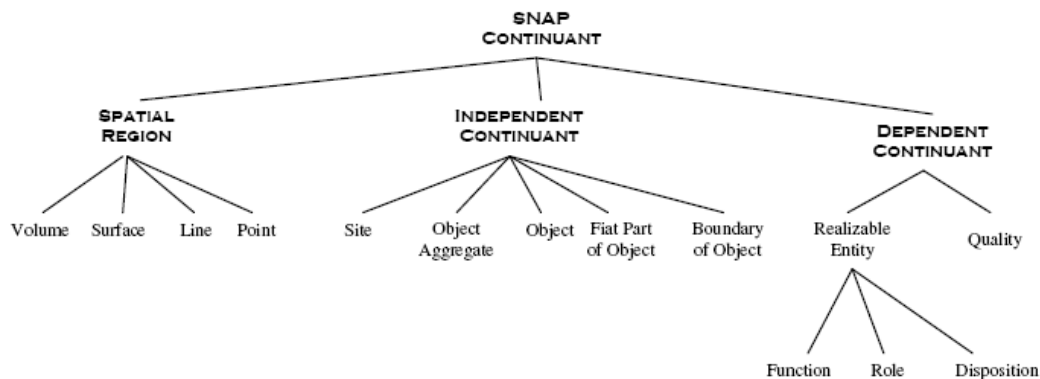 SNAP
CONTINUANT
SPATIAL
REGION
INDEPENDENT
CONTINUANT
DEPENDENT
CONTINUANT
Volume
Surface
Line
Point
Site
Object
Aggregate
Object
Fiat Part
of Object
Boundary
of Object
Realizable
Entity
Quality
Function
Role
Disposition